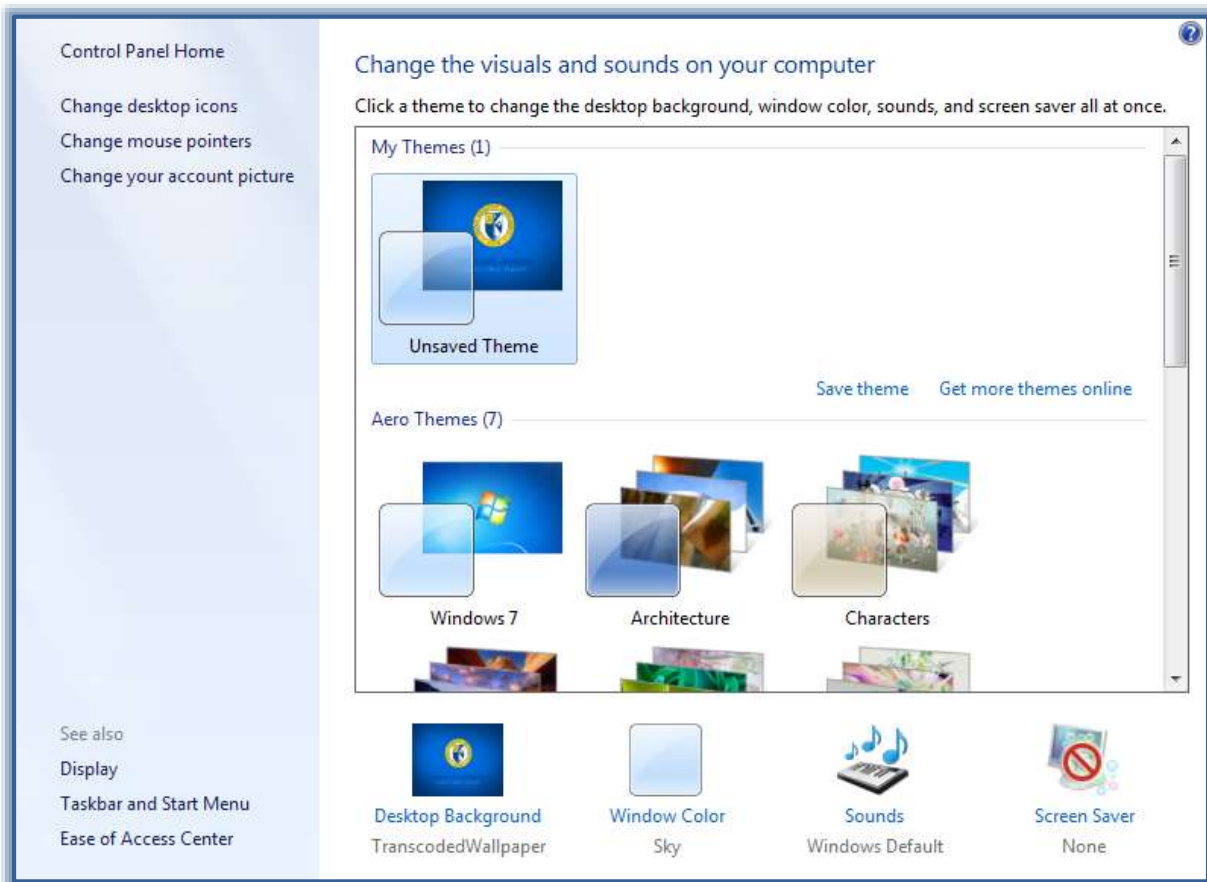 Control Panel Home
Change desktop icons
Change mouse pointers
Change your account picture
See also
Display
Taskbar and Start Menu
Ease of Access Center
Change the visuals and sounds on your computer
Click a theme to change the desktop background, window color, sounds, and screen saver all at once.
My Themes (1)
Unsaved Theme
Save theme Get more themes online
Aero Themes (7)
Windows 7 Architecture Characters
Desktop Background Window Color Sounds Screen Saver
TranscodedWallpaper Sky Windows Default None